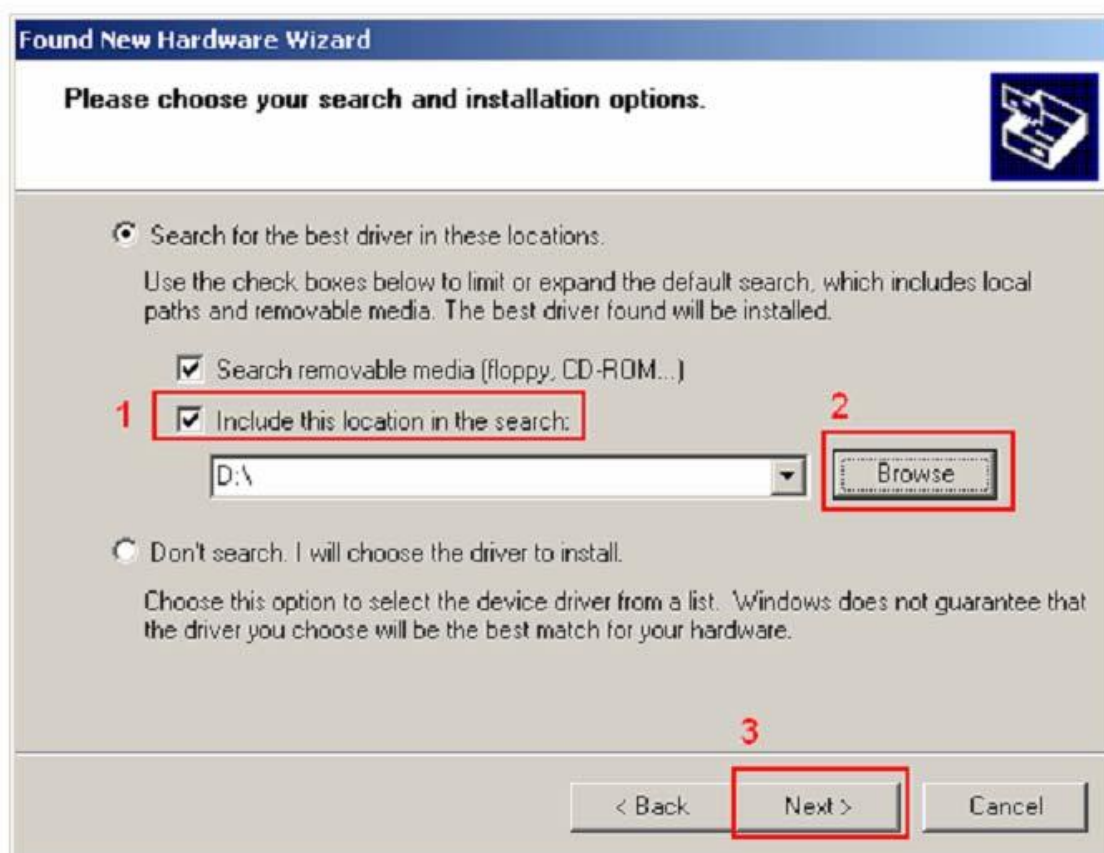 Found New Hardware Wizard
Please choose your search and installation options.
Search for the best driver in these locations.
Use the check boxes below to limit or expand the default search, which includes local
paths and removable media. The best driver found will be installed.
Search removable media (floppy, CD-ROM...)
1
Include this location in the search:
2
D:\
Browse
Don't search. I will choose the driver to install.
Choose this option to select the device driver from a list. Windows does not guarantee that
the driver you choose will be the best match for your hardware.
3
< Back
Next >
Cancel